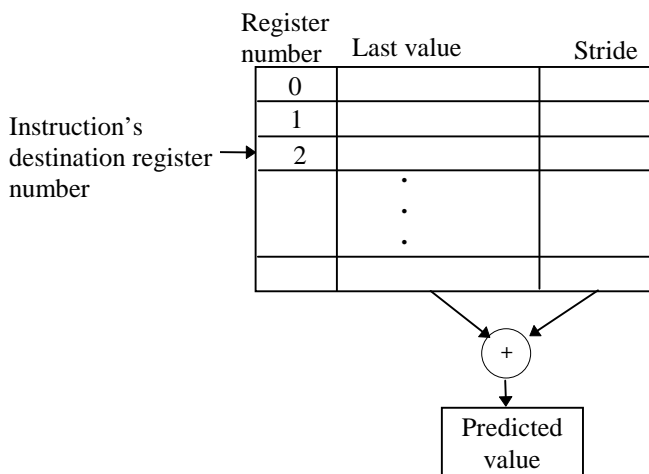 Register
number
Last value
Stride
0
1
2
Instruction’s
destination register
number
.
.
.
+
Predicted
value